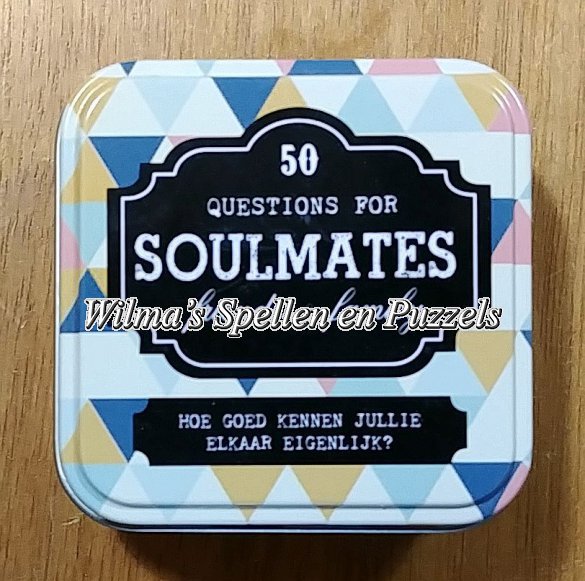 50
QUESTIONS FOR
SOULMATES
Wilma's Spellen en Puzzels
HOE GOED KENNEN JULLIE
ELKAAR EIGENLIJK?